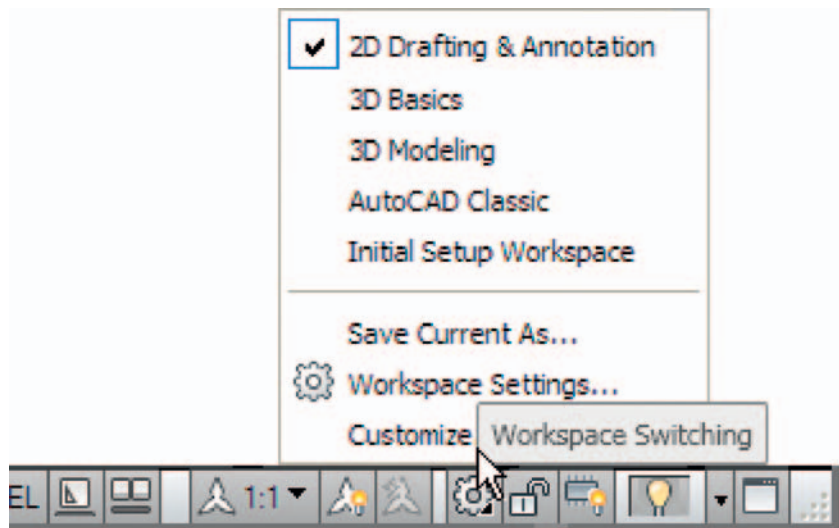 2D Drafting & Annotation
3D Basics
3D Modeling
AutoCAD Classic
Initial Setup Workspace
Save Current As...
Workspace Settings...
Customize
Workspace Switching
EL
1:1